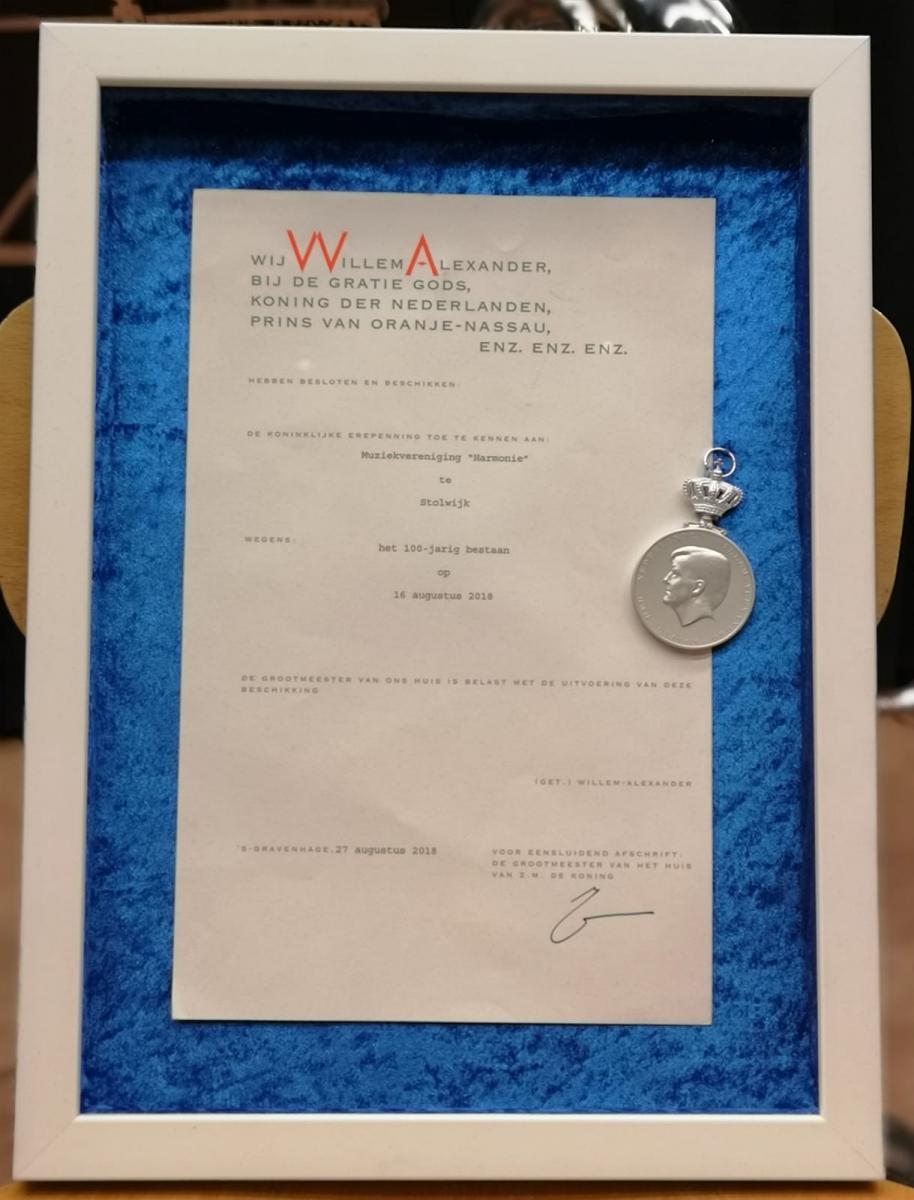 WIJ WILLEM ALEXANDER,
BIJ DE GRATIE GODS,
KONING DER NEDERLANDEN,
PRINS VAN ORANJE-NASSAU,
ENZ. ENZ. ENZ.
HEBBEN BESLOTEN EN BESCHIKKEN:
DE KONINKLIJKE EREPENNING TOE TE KENNEN AAN:
Muziekvereniging "Harmonie"
te
Stolwijk
WEGENS:
het 100-jarig bestaan
op
16 augustus 2018
DE GROOTMEESTER VAN ONS HUIS IS BELAST MET DE UITVOERING VAN DEZE
BESCHIKKING
(GET.) WILLEM-ALEXANDER
'S-GRAVENHAGE, 27 augustus 2018
VOOR EENSLUIDEND AFSCHRIFT:
DE GROOTMEESTER VAN HET HUIS
VAN Z.M. DE KONING